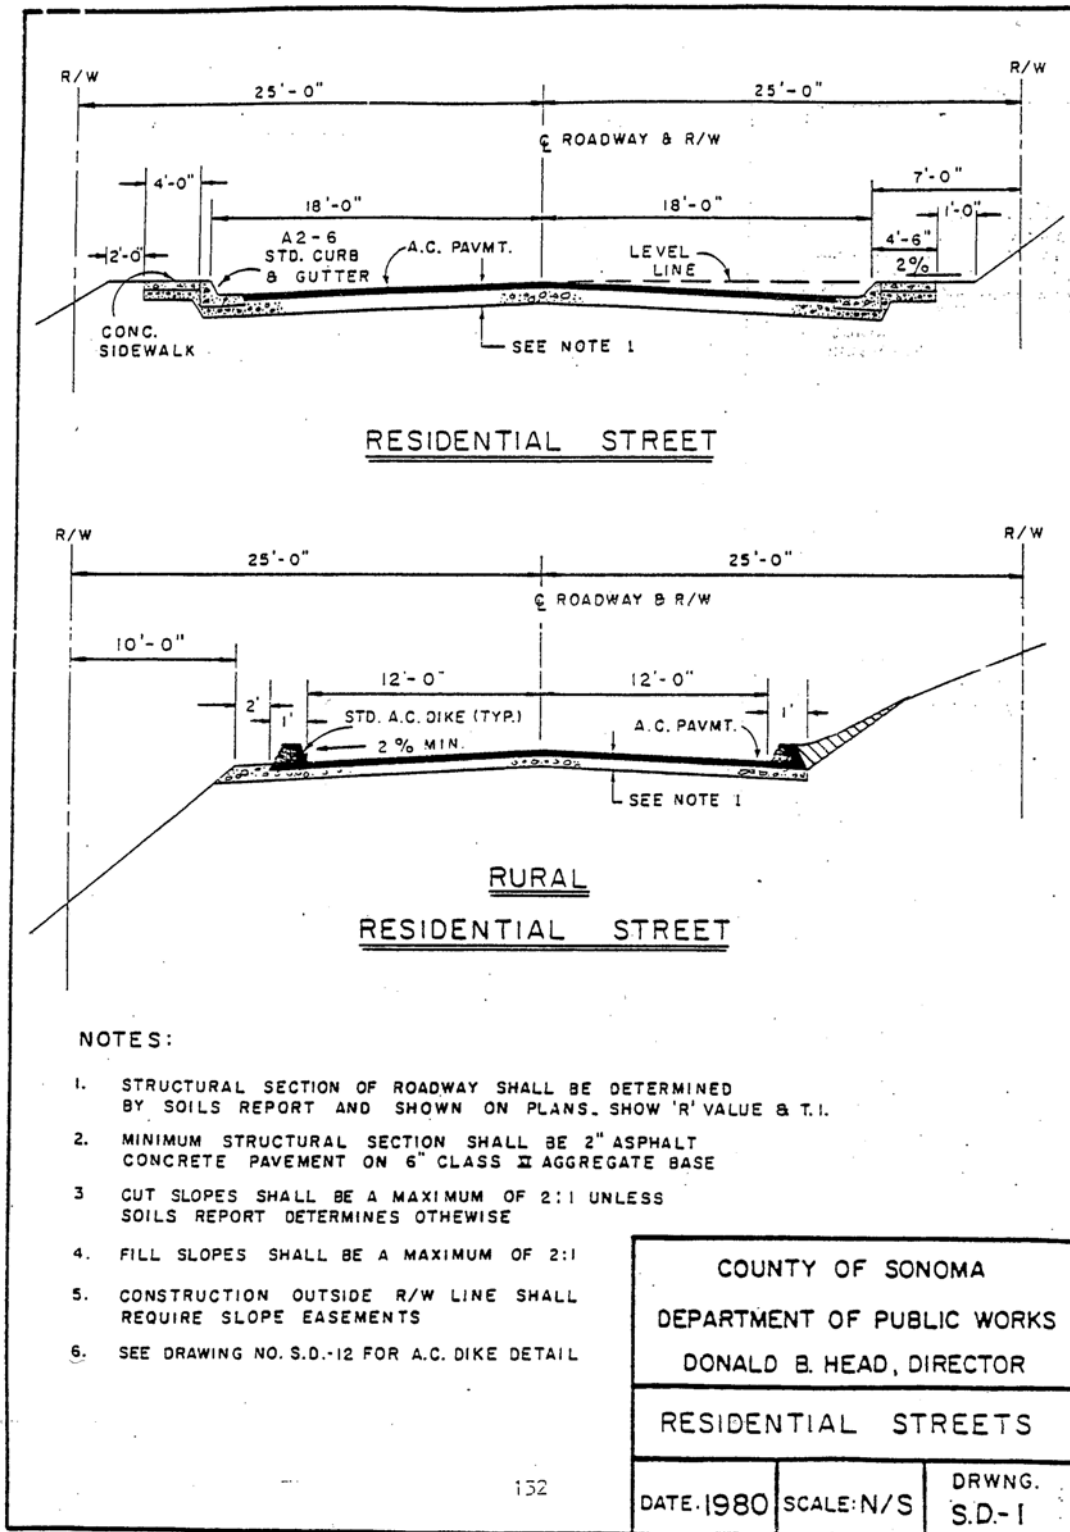 R/W
R/W
25'-0"
25'-0"
℄ ROADWAY & R/W
4'-0"
7'-0"
18'-0"
18'-0"
1'-0"
2'-0"
A2-6
STD. CURB
& GUTTER
A.C. PAVMT.
LEVEL
LINE
4'-6"
2%
CONC.
SIDEWALK
SEE NOTE 1
RESIDENTIAL STREET
R/W
R/W
25'-0"
25'-0"
℄ ROADWAY & R/W
10'-0"
12'-0"
12'-0"
2'
1'
STD. A.C. DIKE (TYP.)
A.C. PAVMT.
1'
2% MIN.
SEE NOTE 1
RURAL
RESIDENTIAL STREET
NOTES:
1. STRUCTURAL SECTION OF ROADWAY SHALL BE DETERMINED
BY SOILS REPORT AND SHOWN ON PLANS. SHOW 'R' VALUE & T.I.
2. MINIMUM STRUCTURAL SECTION SHALL BE 2" ASPHALT
CONCRETE PAVEMENT ON 6" CLASS II AGGREGATE BASE
3 CUT SLOPES SHALL BE A MAXIMUM OF 2:1 UNLESS
SOILS REPORT DETERMINES OTHEWISE
4. FILL SLOPES SHALL BE A MAXIMUM OF 2:1
5. CONSTRUCTION OUTSIDE R/W LINE SHALL
REQUIRE SLOPE EASEMENTS
6. SEE DRAWING NO. S.D.-12 FOR A.C. DIKE DETAIL
COUNTY OF SONOMA
DEPARTMENT OF PUBLIC WORKS
DONALD B. HEAD, DIRECTOR
RESIDENTIAL STREETS
DATE. 1980
SCALE: N/S
DRWNG.
S.D.-1
132